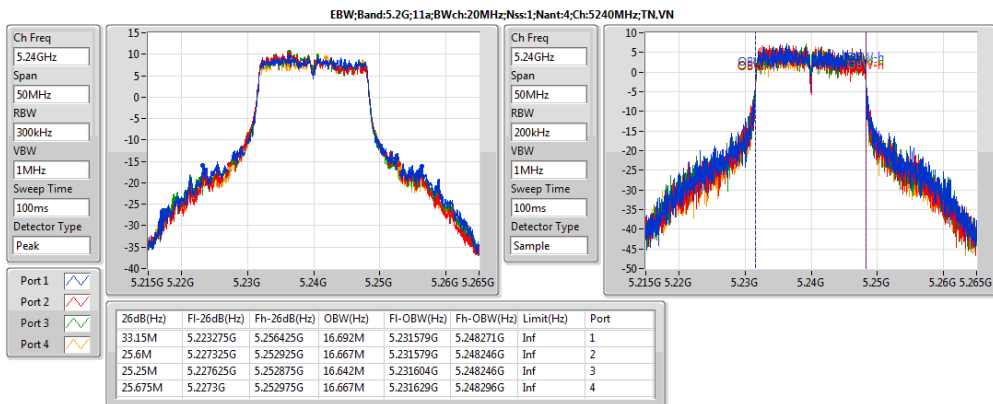 EBW;Band:5.2G;11a;BWch:20MHz;Nss:1;Nant:4;Ch:5240MHz;TN,VN
Ch Freq
5.24GHz
Span
50MHz
RBW
300kHz
VBW
1MHz
Sweep Time
100ms
Detector Type
Peak
15
10
5
0
-5
-10
-15
-20
-25
-30
-35
-40
5.215G 5.22G 5.23G 5.24G 5.25G 5.26G 5.265G
Ch Freq
5.24GHz
Span
50MHz
RBW
200kHz
VBW
1MHz
Sweep Time
100ms
Detector Type
Sample
10
5
0
-5
-10
-15
-20
-25
-30
-35
-40
-45
-50
5.215G 5.22G 5.23G 5.24G 5.25G 5.26G 5.265G
Port 1
Port 2
Port 3
Port 4
26dB(Hz) Fl-26dB(Hz) Fh-26dB(Hz) OBW(Hz) Fl-OBW(Hz) Fh-OBW(Hz) Limit(Hz) Port
33.15M 5.223275G 5.256425G 16.692M 5.231579G 5.248271G Inf 1
25.6M 5.227325G 5.252925G 16.667M 5.231579G 5.248246G Inf 2
25.25M 5.227625G 5.252875G 16.642M 5.231604G 5.248246G Inf 3
25.675M 5.2273G 5.252975G 16.667M 5.231629G 5.248296G Inf 4